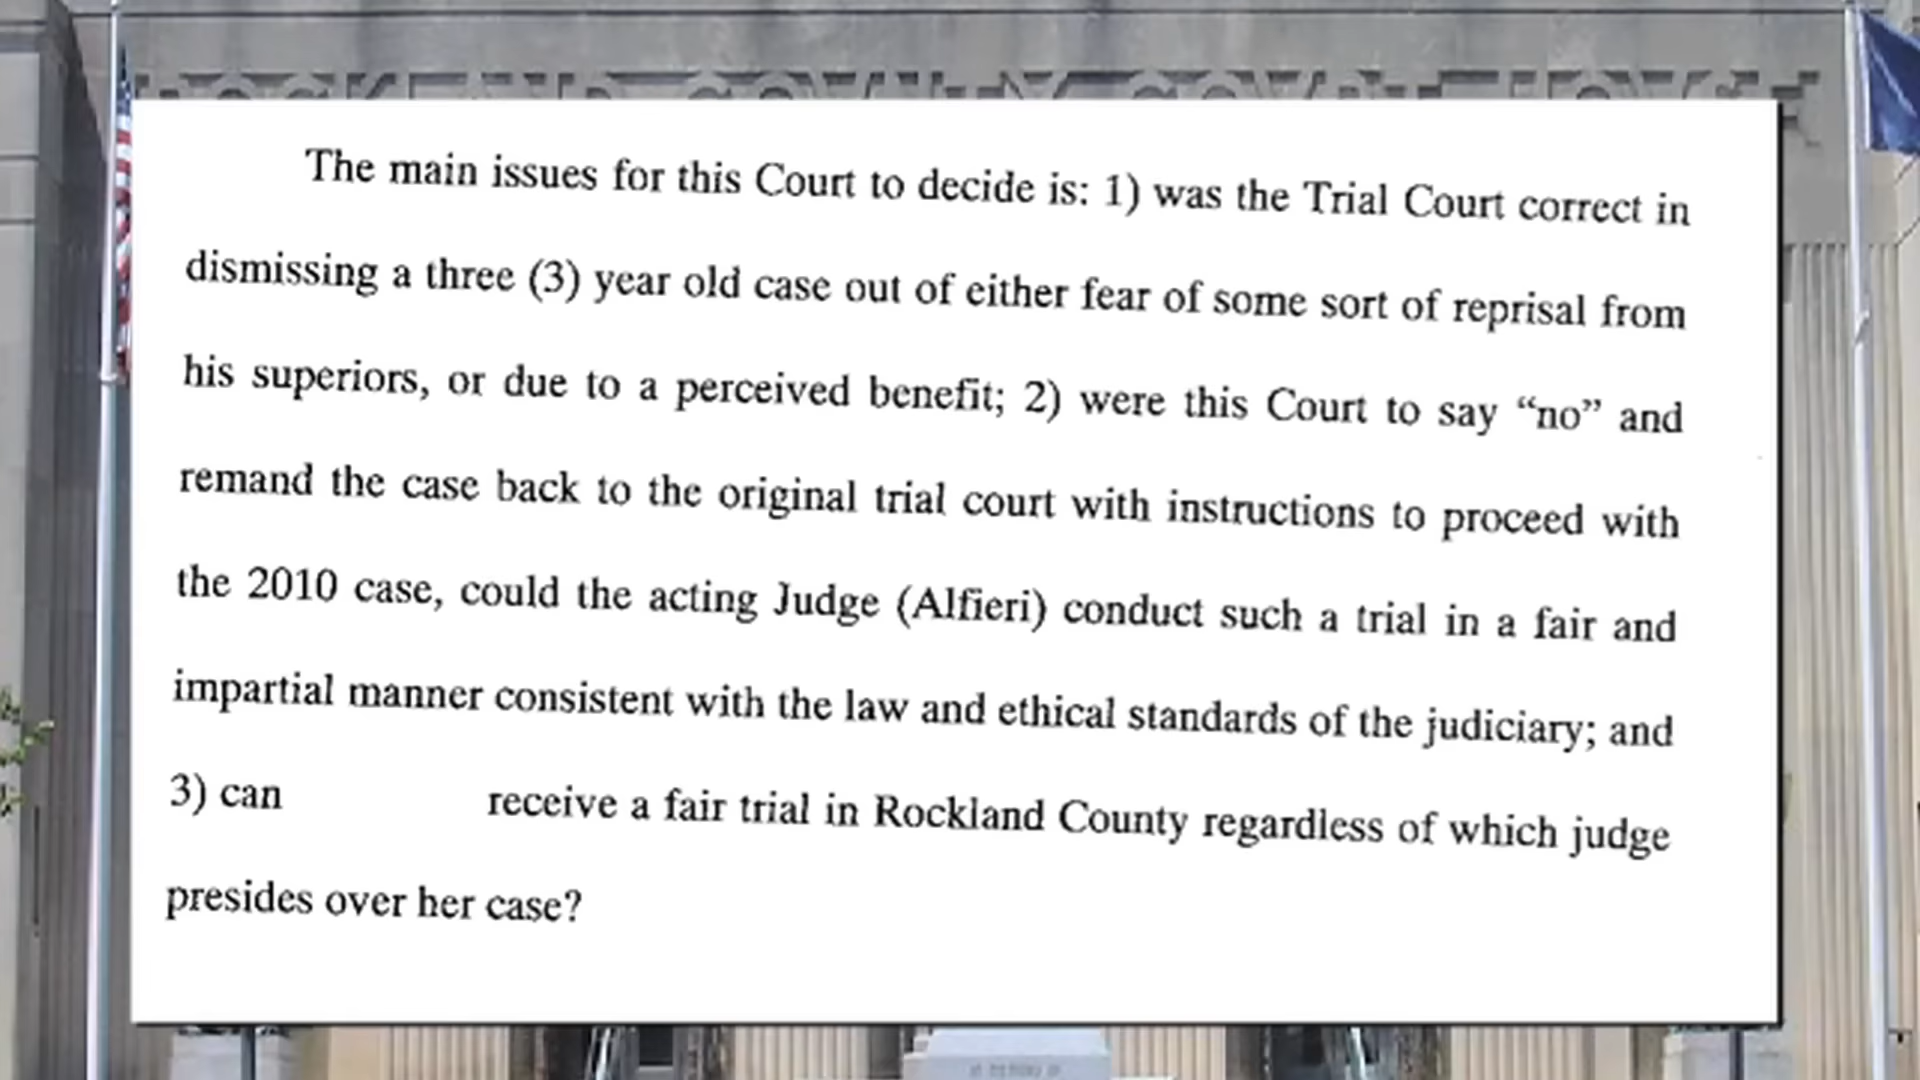 The main issues for this Court to decide is: 1) was the Trial Court correct in
dismissing a three (3) year old case out of either fear of some sort of reprisal from
his superiors, or due to a perceived benefit; 2) were this Court to say “no” and
remand the case back to the original trial court with instructions to proceed with
the 2010 case, could the acting Judge (Alfieri) conduct such a trial in a fair and
impartial manner consistent with the law and ethical standards of the judiciary; and
3) can receive a fair trial in Rockland County regardless of which judge
presides over her case?